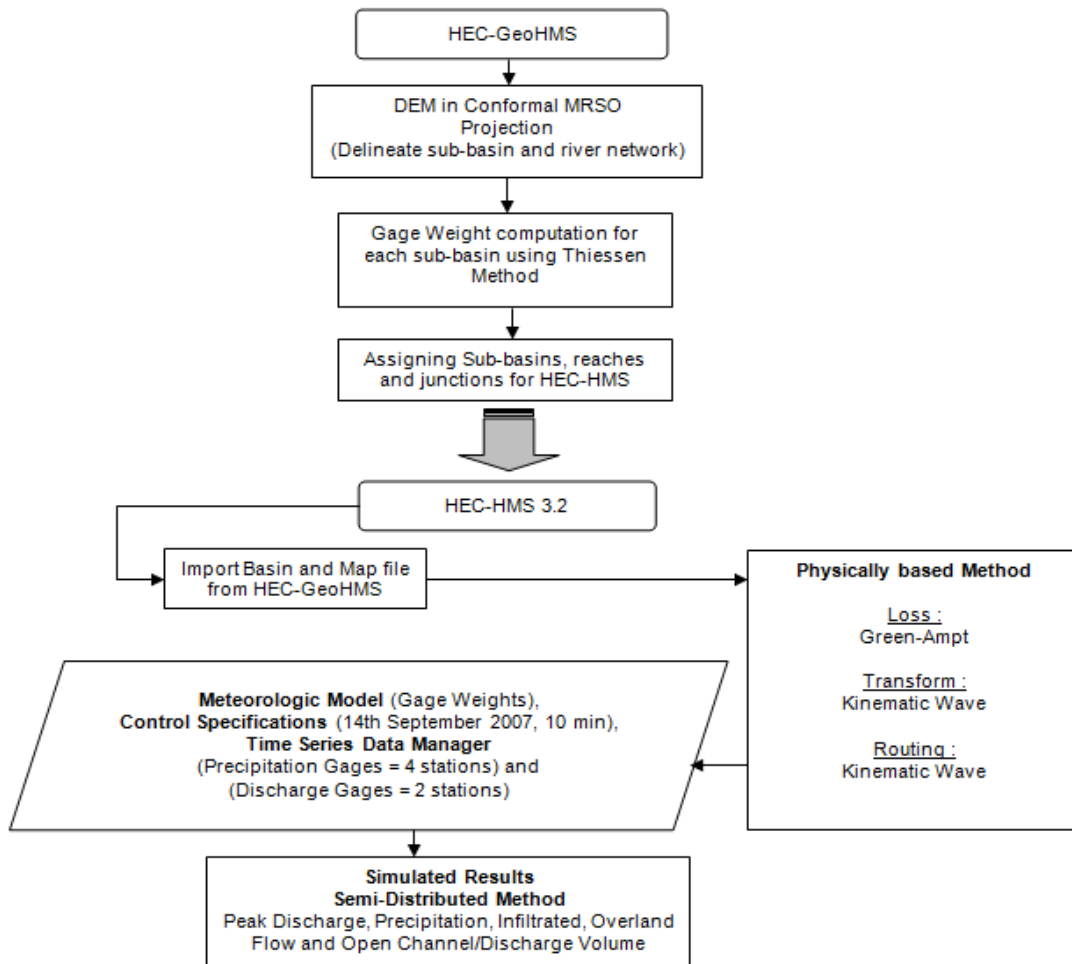 HEC-GeoHMS
DEM in Conformal MRSO
Projection
(Delineate sub-basin and river network)
Gage Weight computation for
each sub-basin using Thiessen
Method
Assigning Sub-basins, reaches
and junctions for HEC-HMS
HEC-HMS 3.2
Import Basin and Map file
from HEC-GeoHMS
Physically based Method
Loss :
Green-Ampt
Transform :
Kinematic Wave
Routing :
Kinematic Wave
Meteorologic Model (Gage Weights),
Control Specifications (14th September 2007, 10 min),
Time Series Data Manager
(Precipitation Gages = 4 stations) and
(Discharge Gages = 2 stations)
Simulated Results
Semi-Distributed Method
Peak Discharge, Precipitation, Infiltrated, Overland
Flow and Open Channel/Discharge Volume